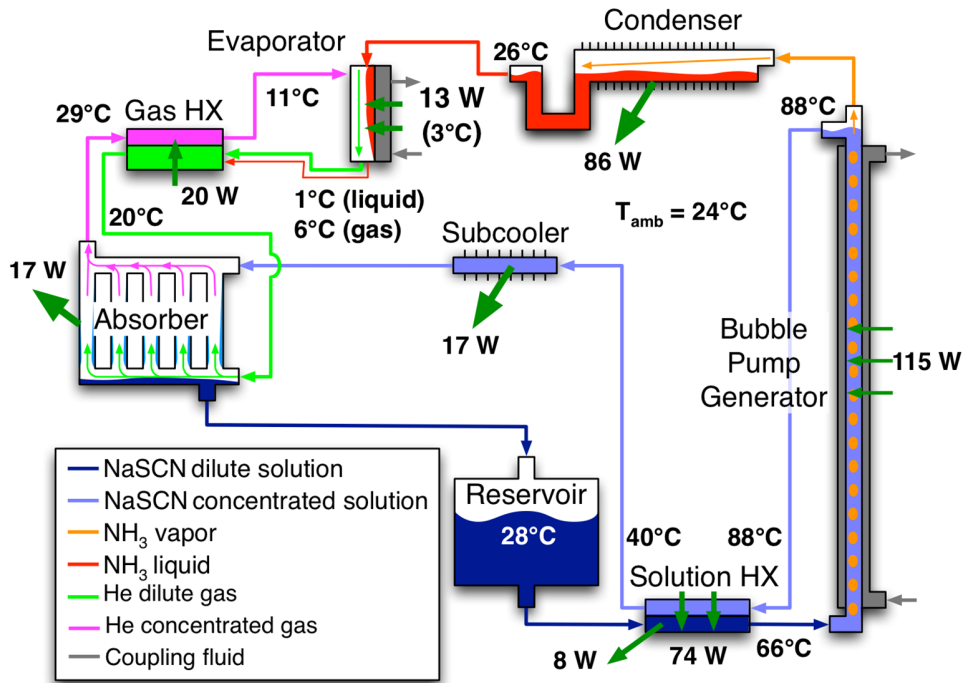 Condenser
Evaporator
26°C
11°C
13 W
(3°C)
29°C
Gas HX
88°C
86 W
20 W
1°C (liquid)
6°C (gas)
20°C
T_amb = 24°C
Subcooler
17 W
Absorber
17 W
Bubble
Pump
Generator
115 W
NaSCN dilute solution
NaSCN concentrated solution
NH₃ vapor
NH₃ liquid
He dilute gas
He concentrated gas
Coupling fluid
Reservoir
28°C
40°C
88°C
Solution HX
8 W
74 W
66°C